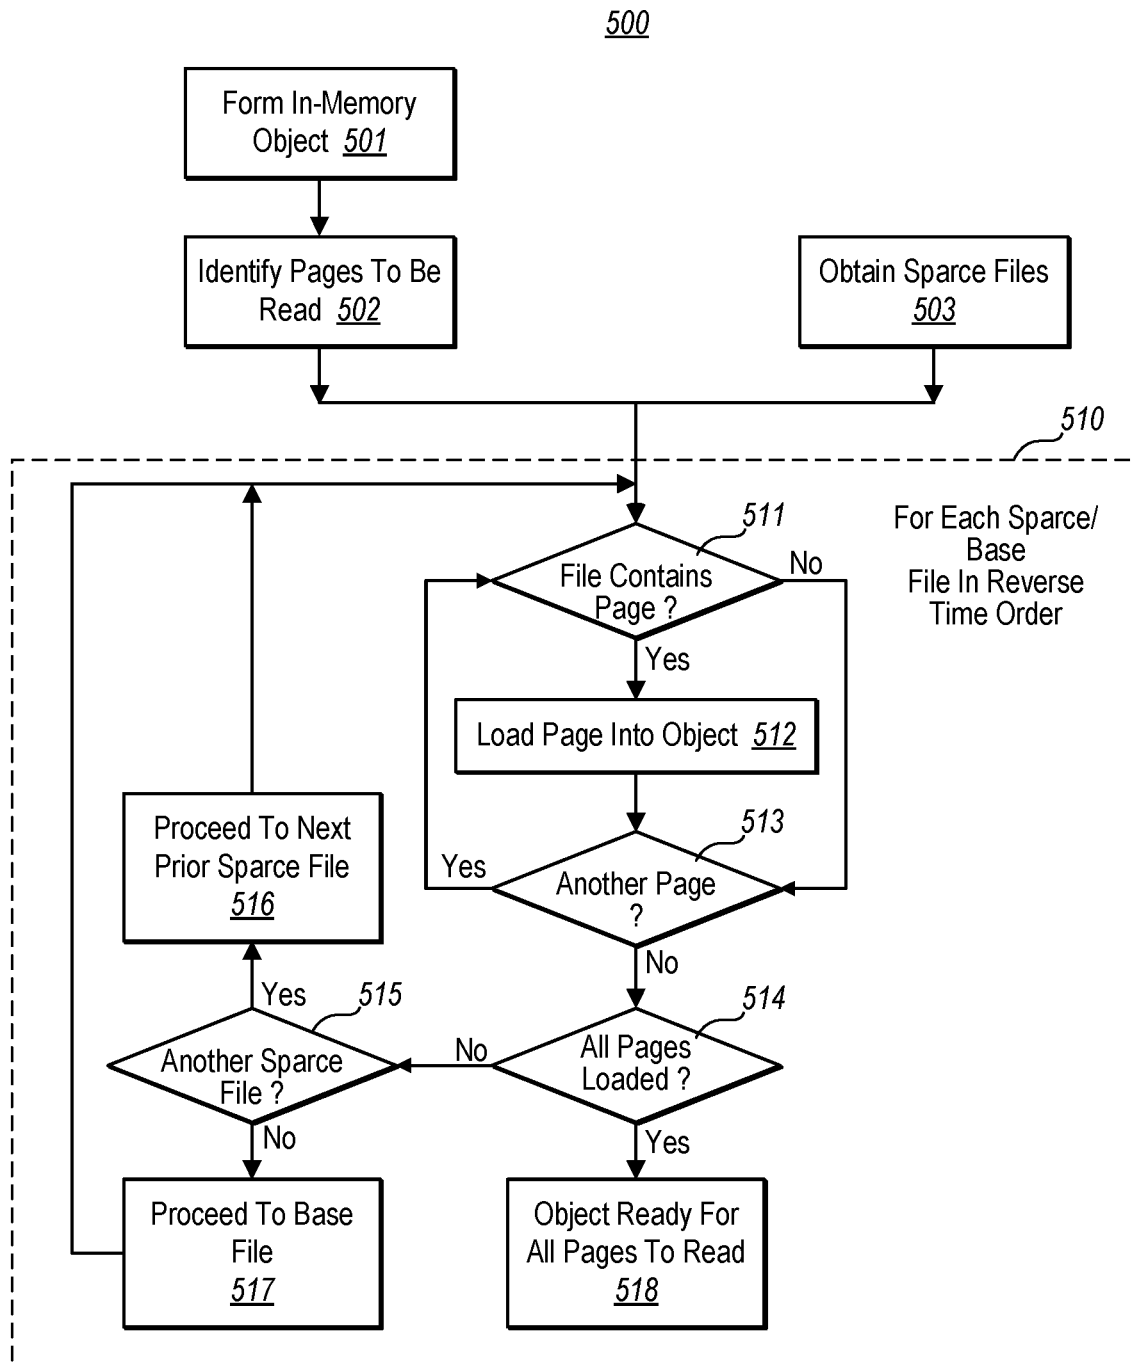 500
Form In-Memory
Object 501
Identify Pages To Be
Read 502
Obtain Sparce Files
503
510
For Each Sparce/
Base
File In Reverse
Time Order
511
File Contains
Page ?
No
Yes
Load Page Into Object 512
513
Another Page
?
Yes
No
514
All Pages
Loaded ?
No
Yes
515
Another Sparce
File ?
Yes
No
Proceed To Next
Prior Sparce File
516
Proceed To Base
File
517
Object Ready For
All Pages To Read
518